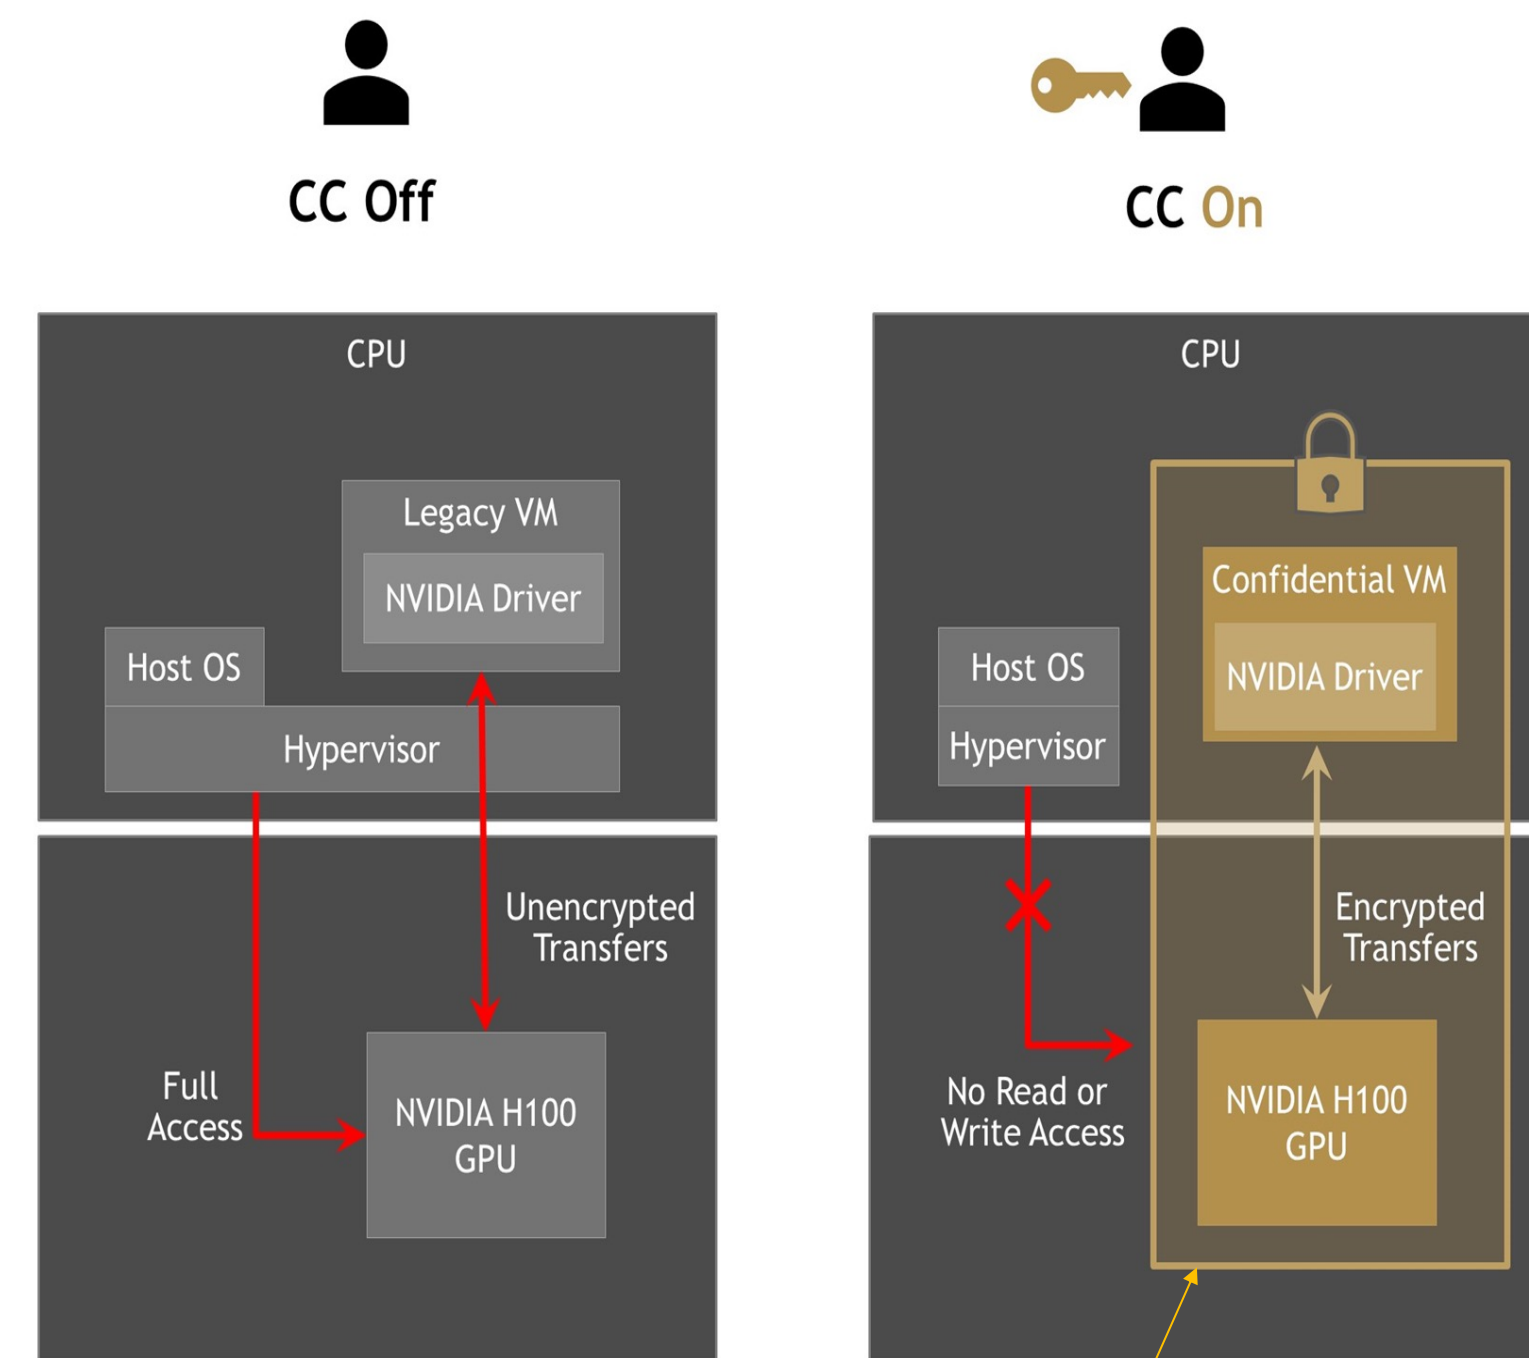 CC Off
CPU
Legacy VM
NVIDIA Driver
Host OS
Hypervisor
Unencrypted
Transfers
Full
Access
NVIDIA H100
GPU
CC On
CPU
Confidential VM
NVIDIA Driver
Host OS
Hypervisor
Encrypted
Transfers
No Read or
Write Access
NVIDIA H100
GPU